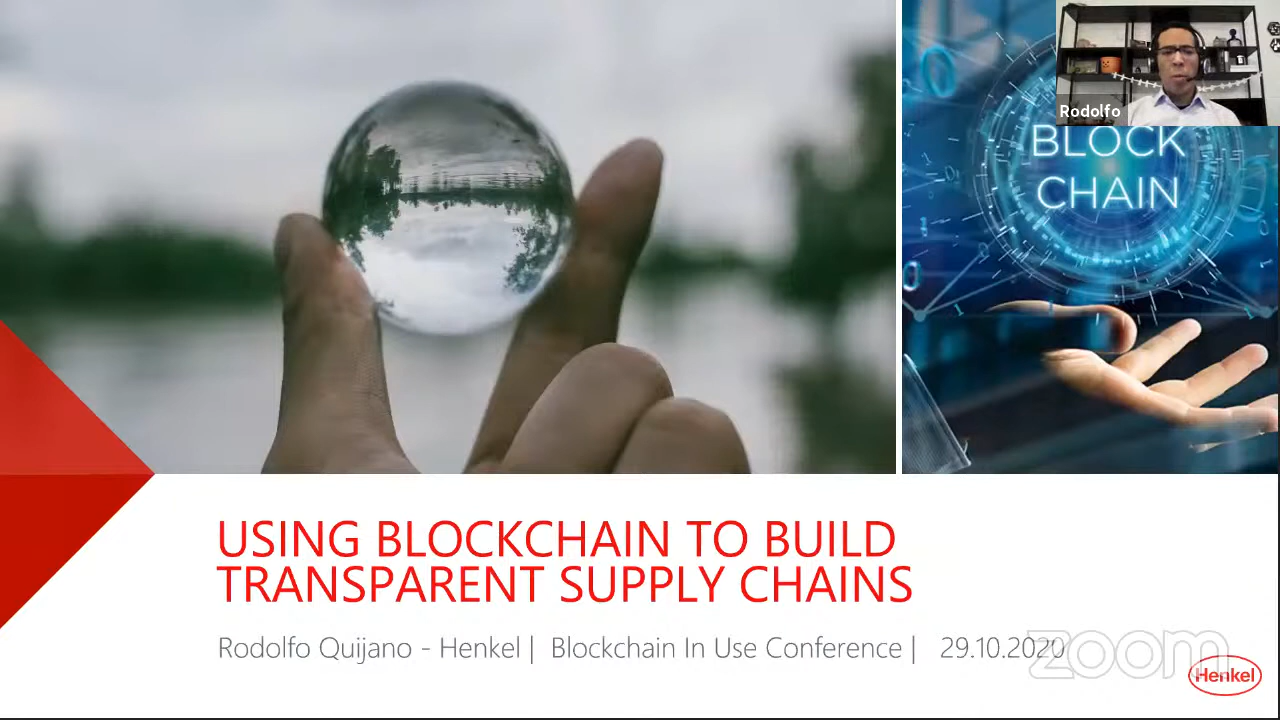 Rodolfo
BLOCK
CHAIN
USING BLOCKCHAIN TO BUILD
TRANSPARENT SUPPLY CHAINS
Rodolfo Quijano - Henkel | Blockchain In Use Conference | 29.10.2020
zoom
Henkel